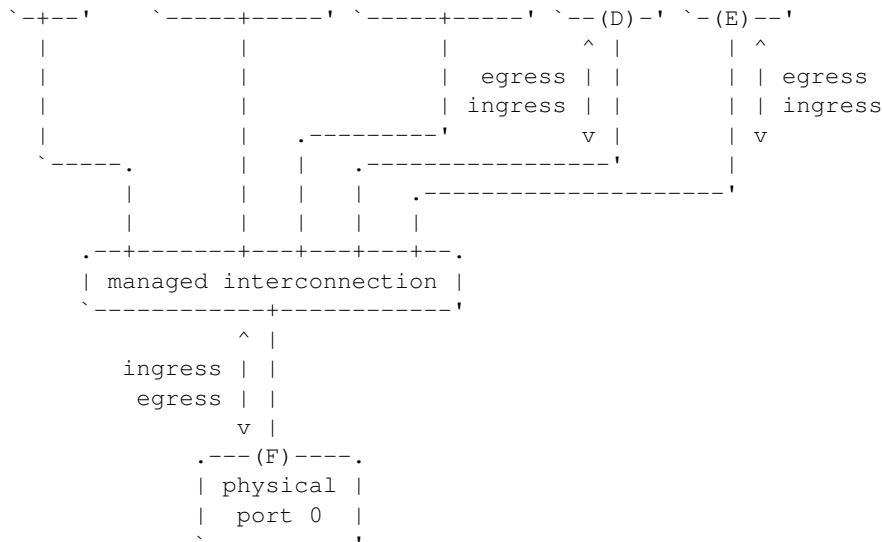 (D) (E)
egress egress
ingress ingress
managed interconnection
ingress
egress
(F)
physical
port 0